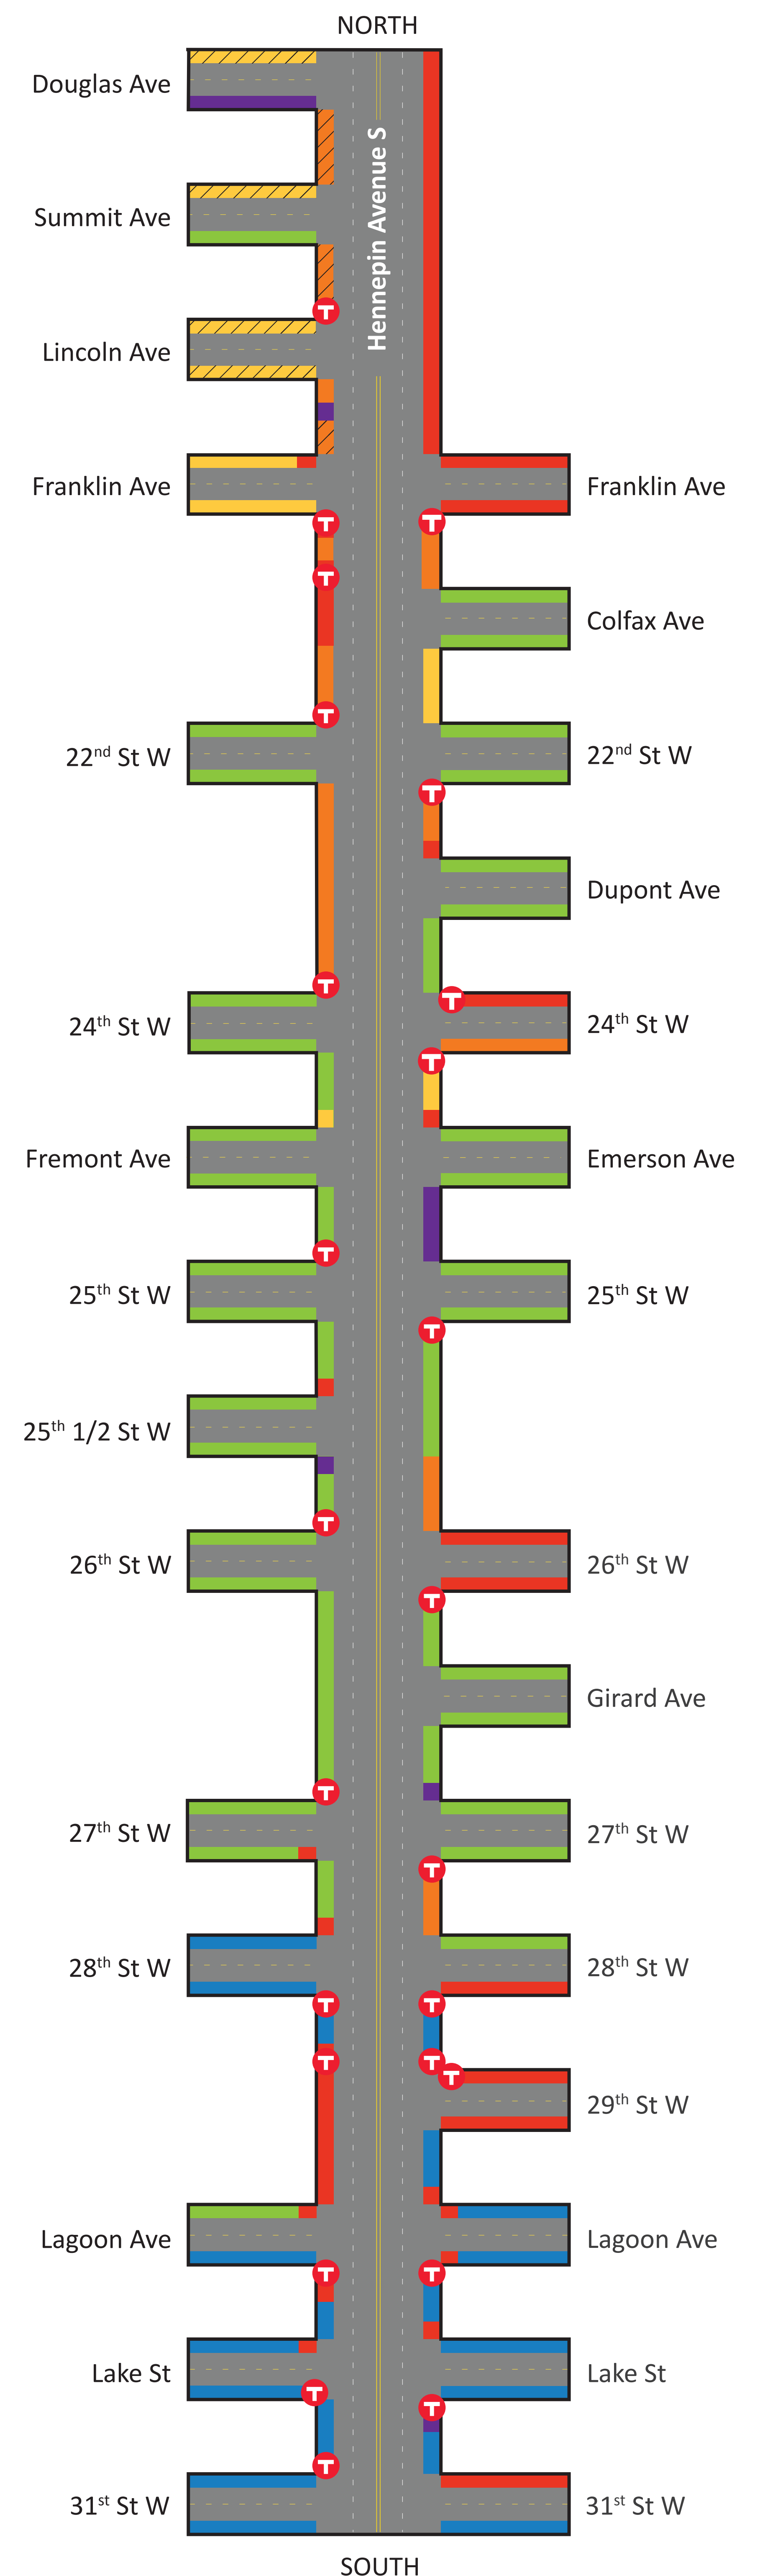 NORTH
Douglas Ave
Hennepin Avenue S
Summit Ave
T
Lincoln Ave
Franklin Ave
Franklin Ave
T
T
T
Colfax Ave
T
22nd St W
22nd St W
T
Dupont Ave
T
T
24th St W
24th St W
T
Fremont Ave
Emerson Ave
T
25th St W
25th St W
T
25th 1/2 St W
T
26th St W
26th St W
T
Girard Ave
T
27th St W
27th St W
T
28th St W
28th St W
T
T
T
T
T
29th St W
Lagoon Ave
Lagoon Ave
T
T
Lake St
Lake St
T
T
T
31st St W
31st St W
SOUTH